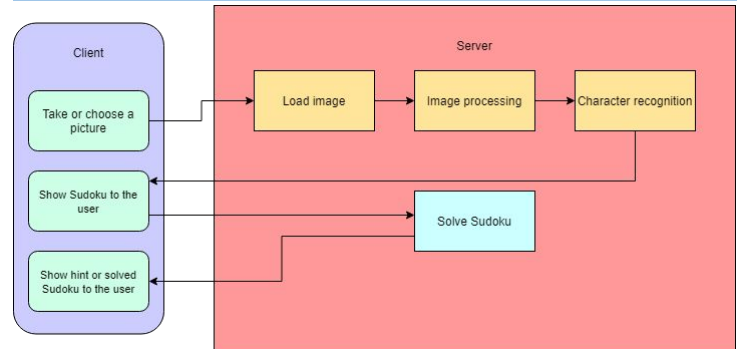 Client
Server
Take or choose a
picture
Load image
Image processing
Character recognition
Show Sudoku to the
user
Solve Sudoku
Show hint or solved
Sudoku to the user